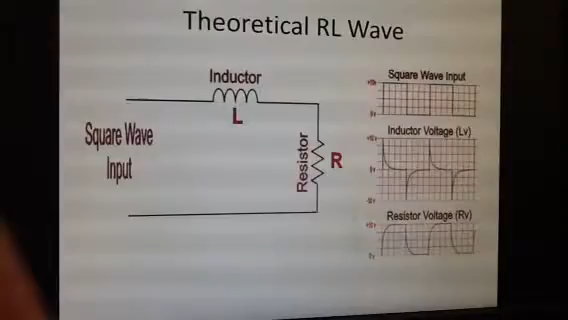 Theoretical RL Wave
Inductor
L
Square Wave
Input
Resistor
R
Square Wave Input
Inductor Voltage (Lv)
Resistor Voltage (Rv)